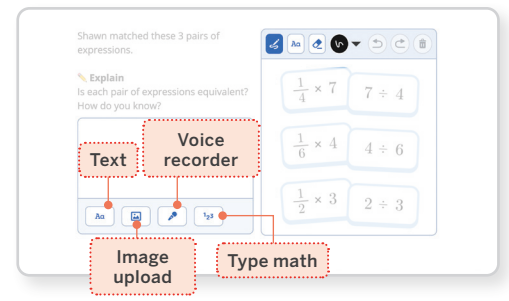 Shawn matched these 3 pairs of
expressions.
✏️ Explain
Is each pair of expressions equivalent?
How do you know?
Text
Voice
recorder
Aa
1₂3
Image
upload
Type math
Aa
1/4 × 7
7 ÷ 4
1/6 × 4
4 ÷ 6
1/2 × 3
2 ÷ 3